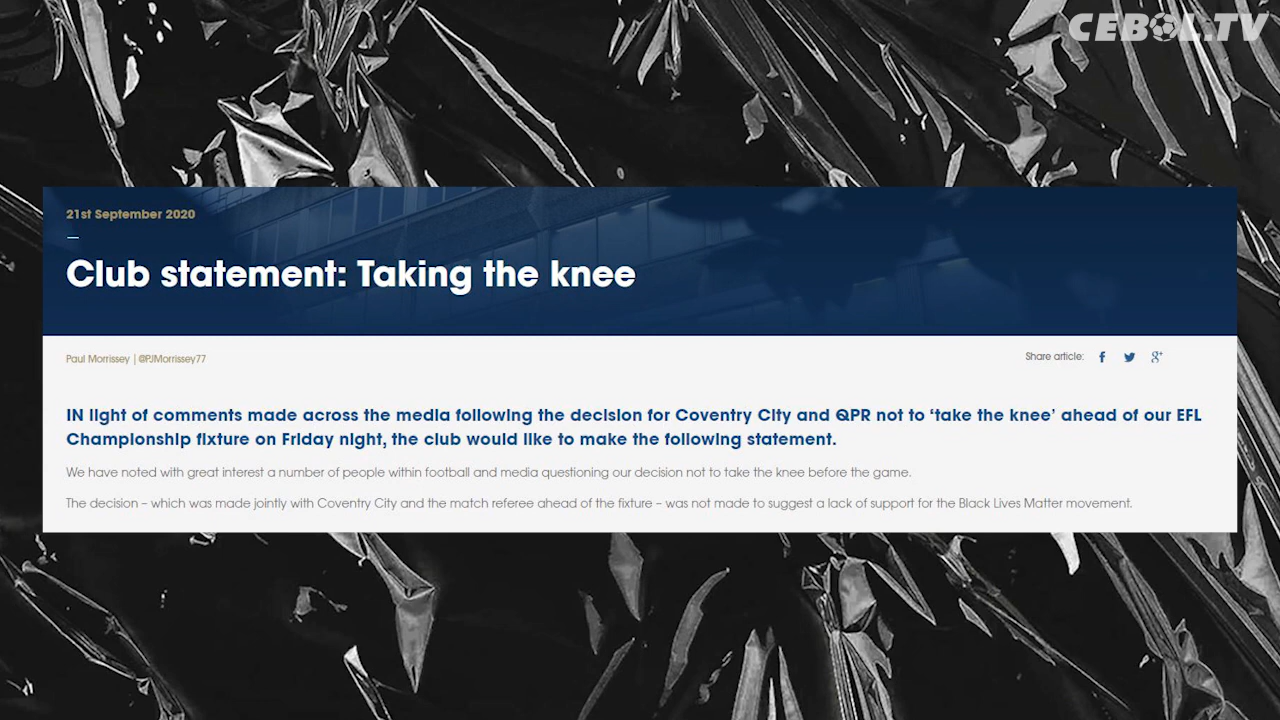 CEBOL.TV
21st September 2020
Club statement: Taking the knee
Paul Morrissey | @PJMorrissey77
Share article:
IN light of comments made across the media following the decision for Coventry City and QPR not to ‘take the knee’ ahead of our EFL
Championship fixture on Friday night, the club would like to make the following statement.
We have noted with great interest a number of people within football and media questioning our decision not to take the knee before the game.
The decision – which was made jointly with Coventry City and the match referee ahead of the fixture – was not made to suggest a lack of support for the Black Lives Matter movement.